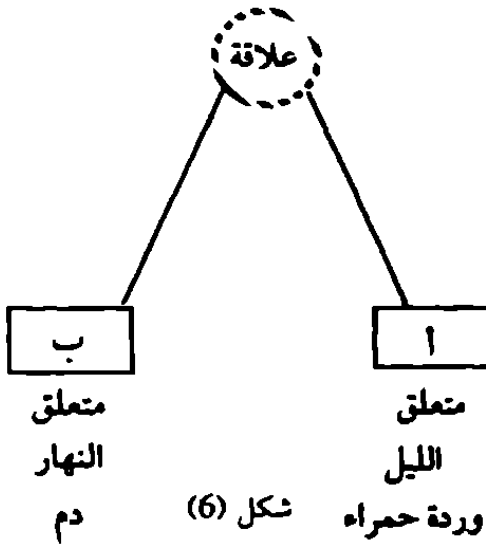 علاقة
أ ب
متعلق متعلق
الليل النهار
وردة حمراء شكل (6) دم